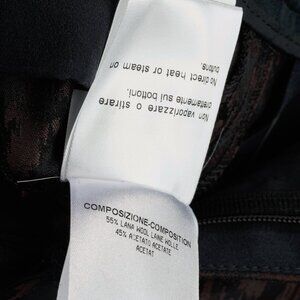 Non vaporizzare o stirare
direttamente sui bottoni.
No direct heat or steam on
buttons.
COMPOSIZIONE-COMPOSITION
55% LANA WOOL LAINE WOLLE
45% ACETATO ACETATE
ACETAT